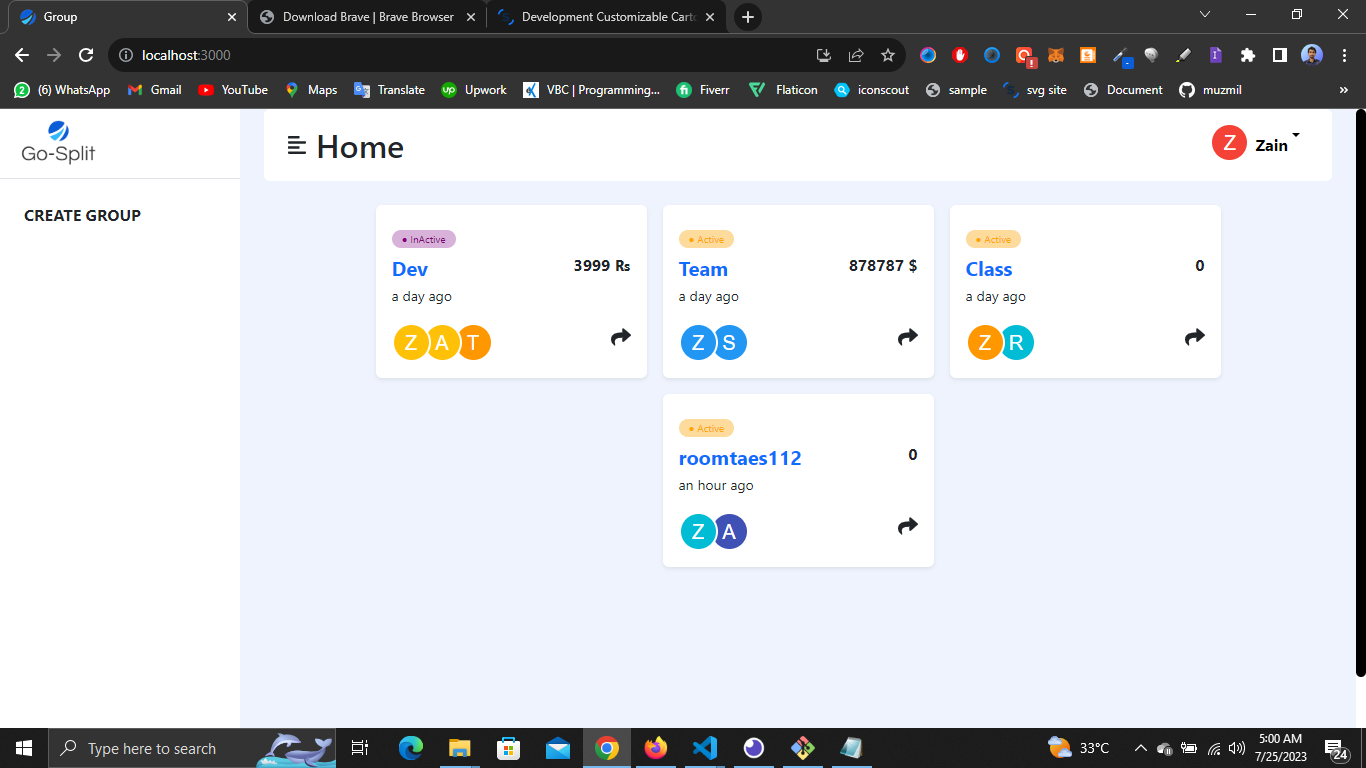 Group
Download Brave | Brave Browser
Development Customizable Carto
localhost:3000
(6) WhatsApp
Gmail
YouTube
Maps
Translate
Upwork
VBC | Programming...
Fiverr
Flaticon
iconscout
sample
svg site
Document
muzmil
Go-Split
Home
Z
Zain
CREATE GROUP
● InActive
Dev
3999 Rs
a day ago
Z A T
● Active
Team
878787 $
a day ago
Z S
● Active
Class
0
a day ago
Z R
● Active
roomtaes112
0
an hour ago
Z A
Type here to search
33°C
5:00 AM
7/25/2023
24